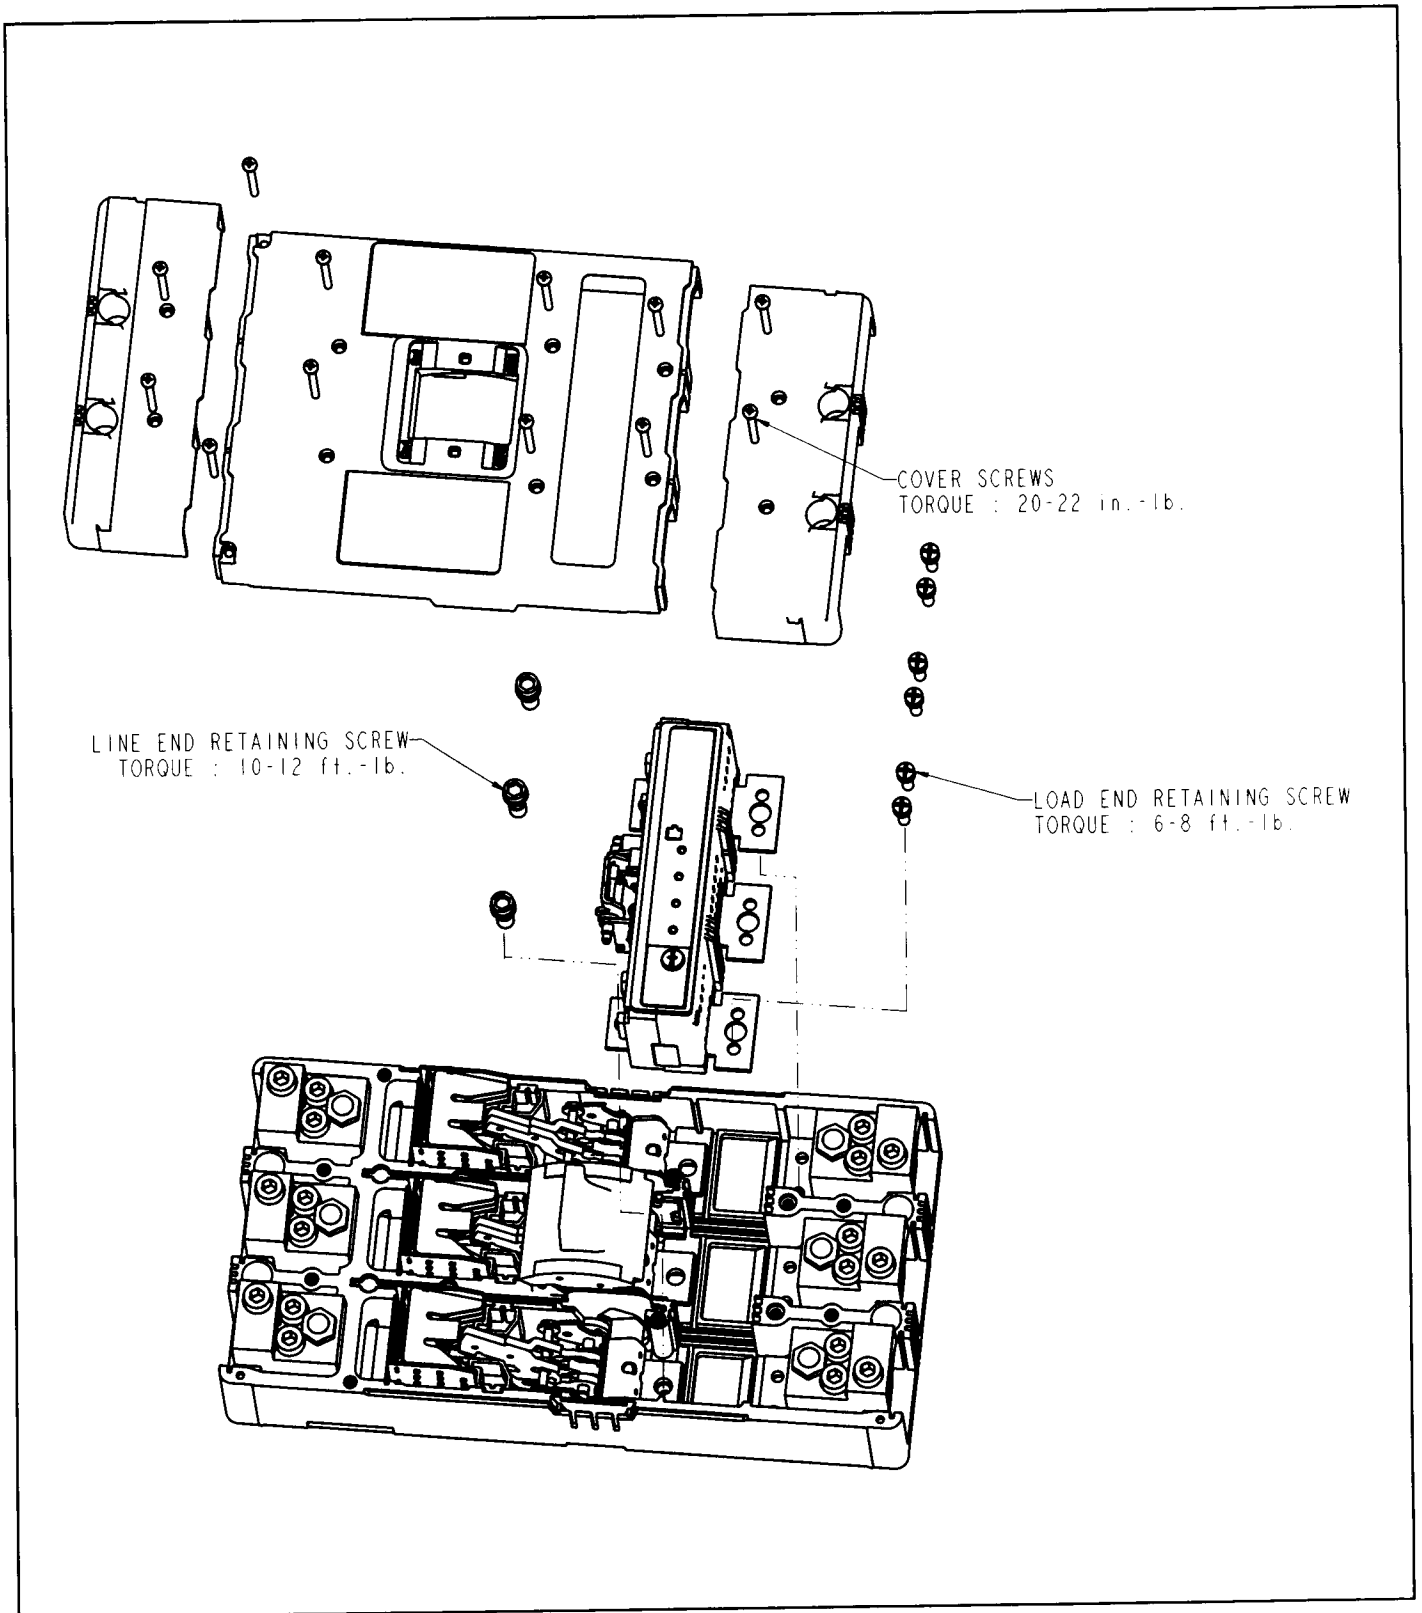 COVER SCREWS
TORQUE : 20-22 in.-lb.
LINE END RETAINING SCREW
TORQUE : 10-12 ft.-lb.
LOAD END RETAINING SCREW
TORQUE : 6-8 ft.-lb.